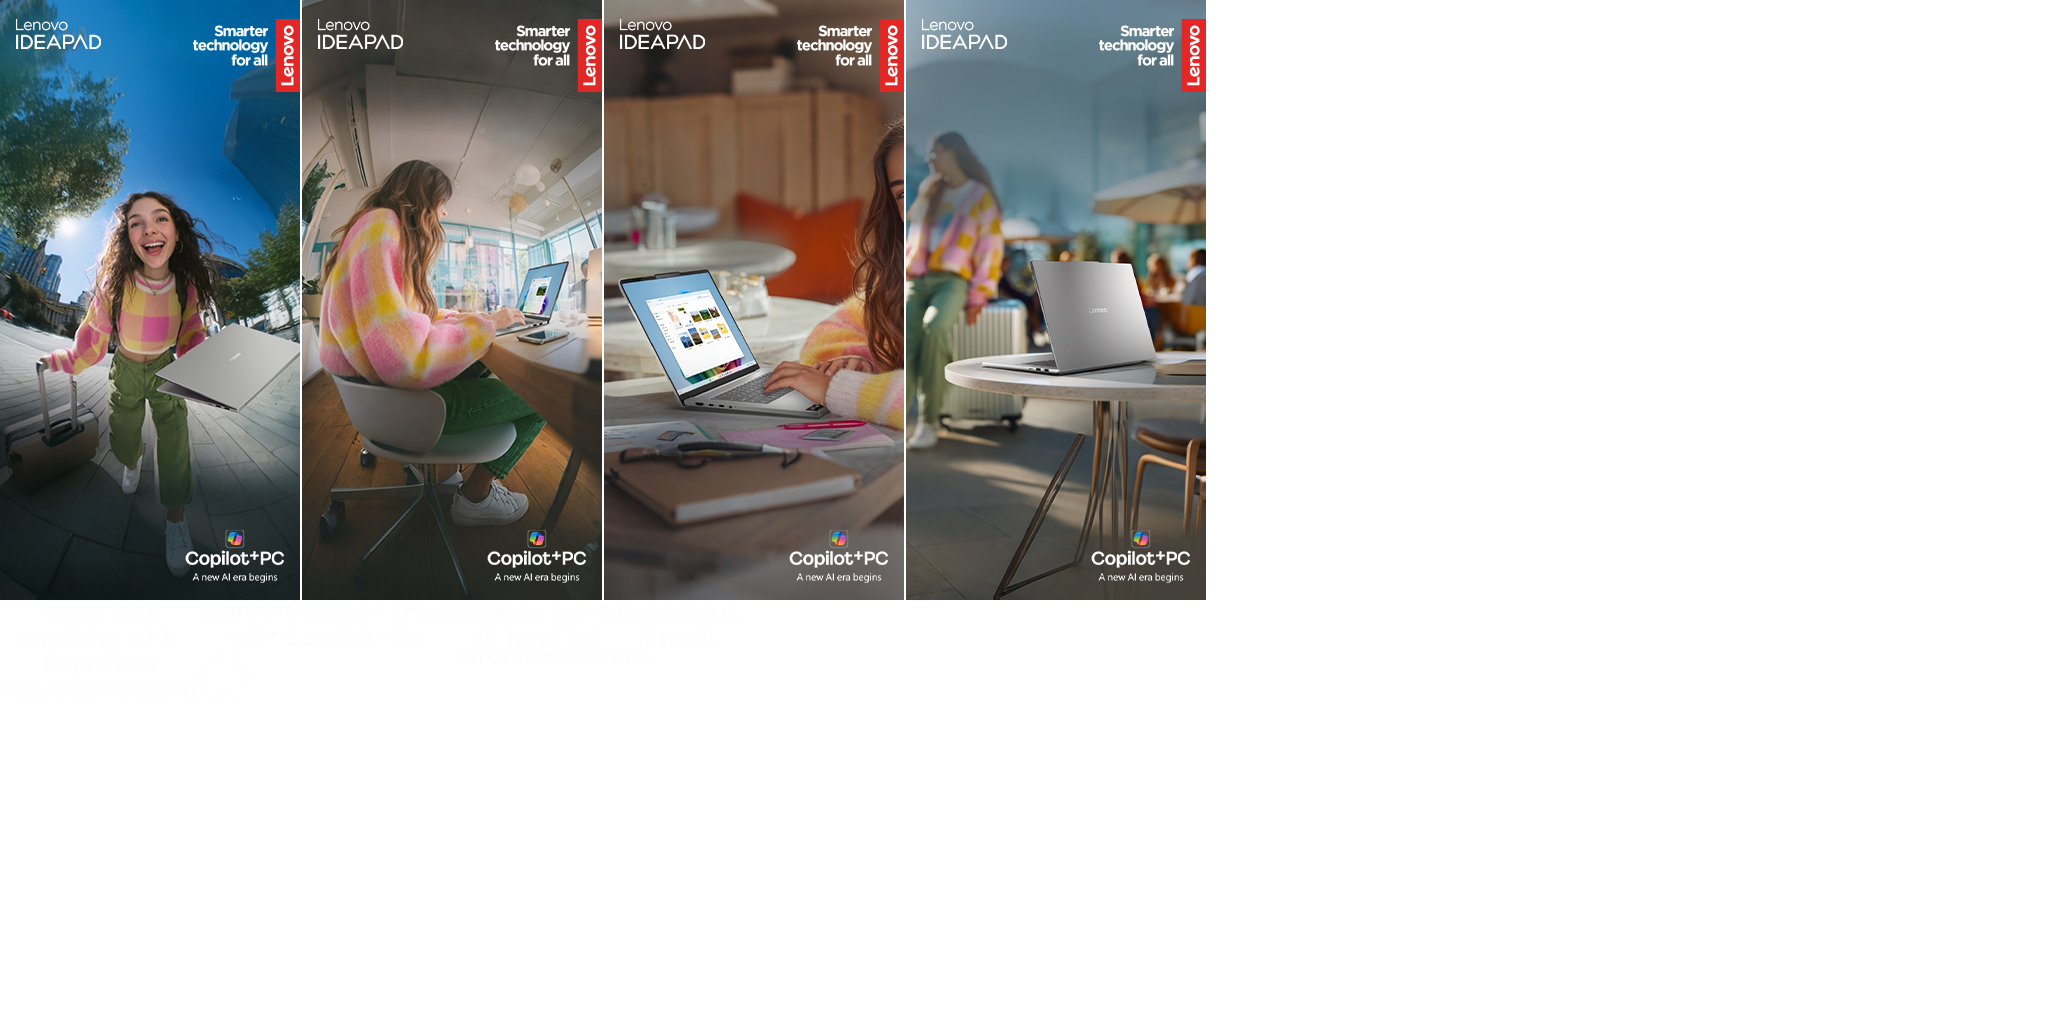 Lenovo
IDEAPAD
Smarter
technology
for all
Lenovo
Copilot+PC
A new AI era begins
Lenovo
IDEAPAD
Smarter
technology
for all
Lenovo
Copilot+PC
A new AI era begins
Lenovo
IDEAPAD
Smarter
technology
for all
Lenovo
Copilot+PC
A new AI era begins
Lenovo
IDEAPAD
Smarter
technology
for all
Lenovo
Lenovo
Copilot+PC
A new AI era begins